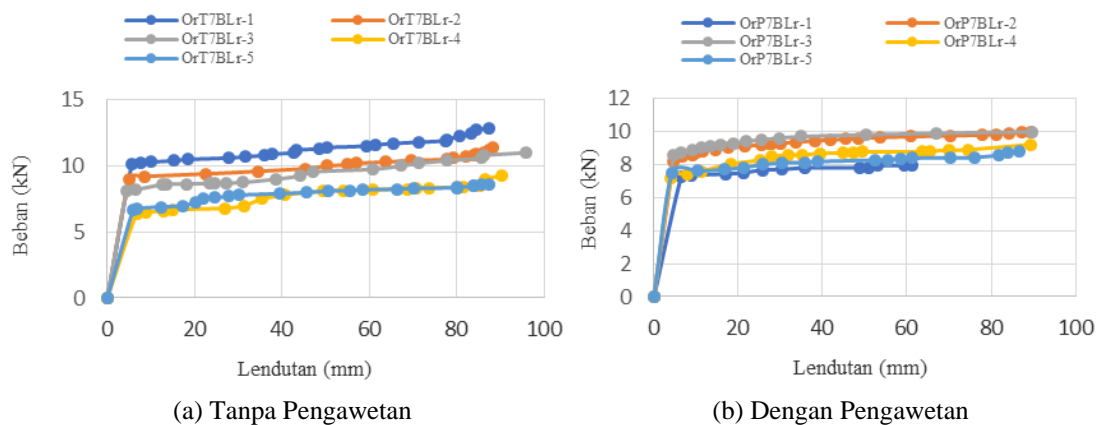 OrT7BLr-1 OrT7BLr-2
OrT7BLr-3 OrT7BLr-4
OrT7BLr-5
15
10
5
0
Beban (kN)
0 20 40 60 80 100
Lendutan (mm)
(a) Tanpa Pengawetan
OrP7BLr-1 OrP7BLr-2
OrP7BLr-3 OrP7BLr-4
OrP7BLr-5
12
10
8
6
4
2
0
Beban (kN)
0 20 40 60 80 100
Lendutan (mm)
(b) Dengan Pengawetan